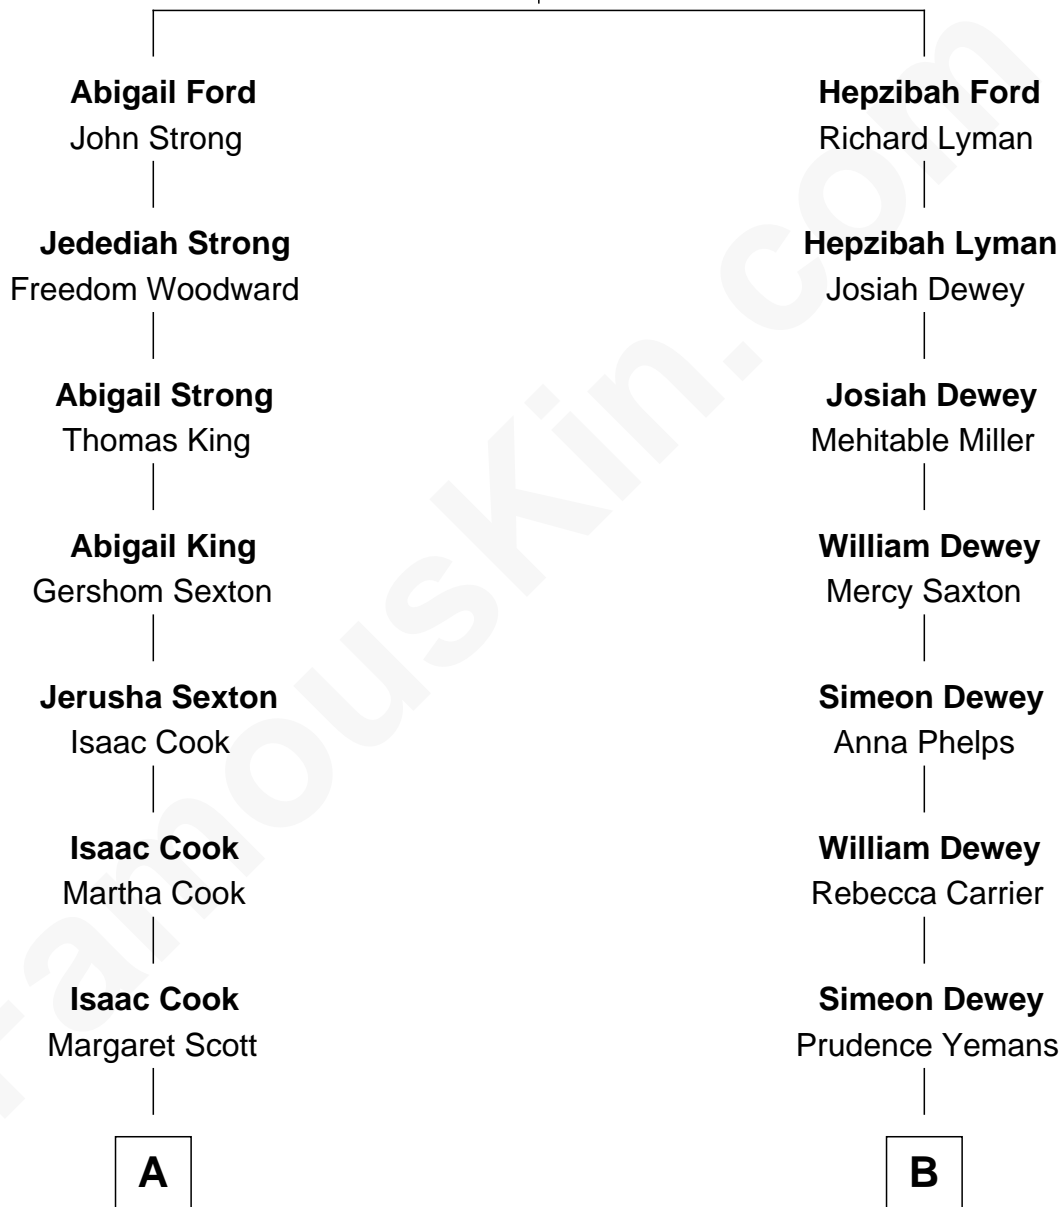 Abigail Ford
John Strong
Jedediah Strong
Freedom Woodward
Abigail Strong
Thomas King
Abigail King
Gershom Sexton
Jerusha Sexton
Isaac Cook
Isaac Cook
Martha Cook
Isaac Cook
Margaret Scott
A
Hepzibah Ford
Richard Lyman
Hepzibah Lyman
Josiah Dewey
Josiah Dewey
Mehitable Miller
William Dewey
Mercy Saxton
Simeon Dewey
Anna Phelps
William Dewey
Rebecca Carrier
Simeon Dewey
Prudence Yemans
B
FamousKin.com